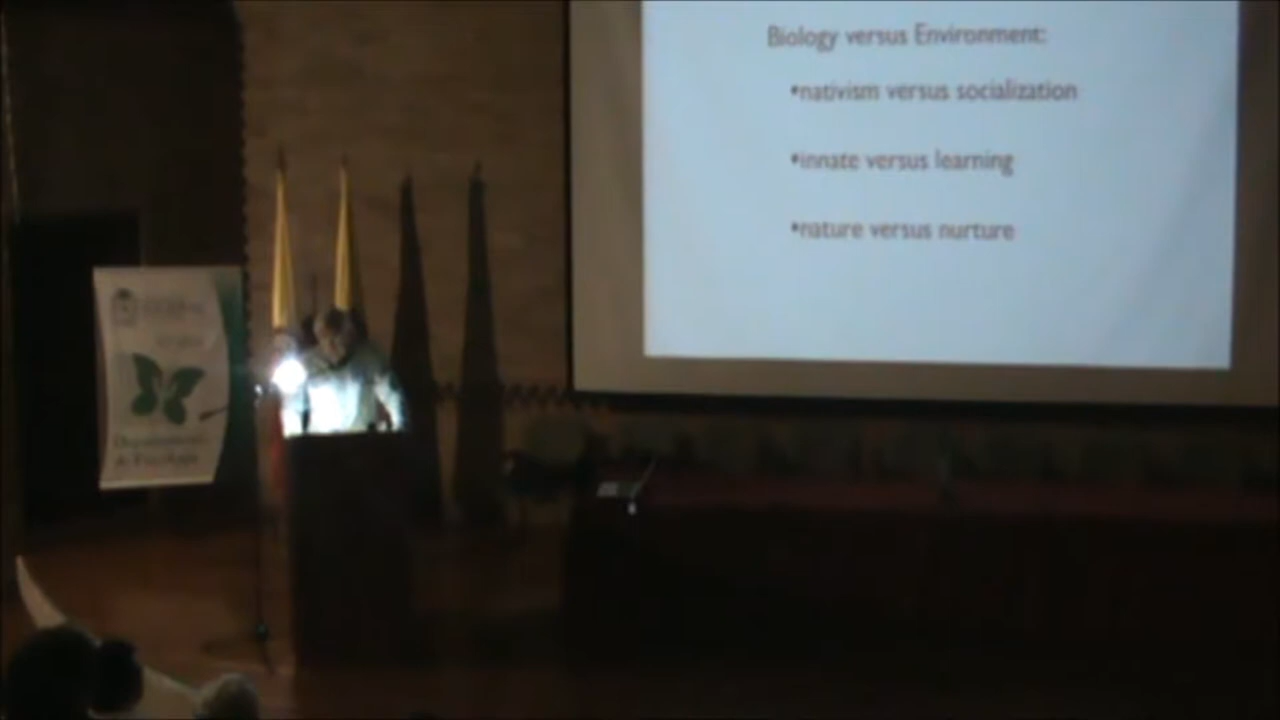 Biology versus Environment:
•nativism versus socialization
•innate versus learning
•nature versus nurture